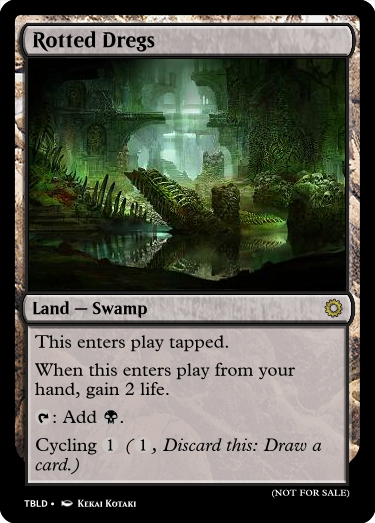 Rotted Dregs
Land — Swamp
This enters play tapped.
When this enters play from your
hand, gain 2 life.
: Add .
Cycling 1 ( 1 , Discard this: Draw a
card.)
(NOT FOR SALE)
TBLD • KEKAI KOTAKI